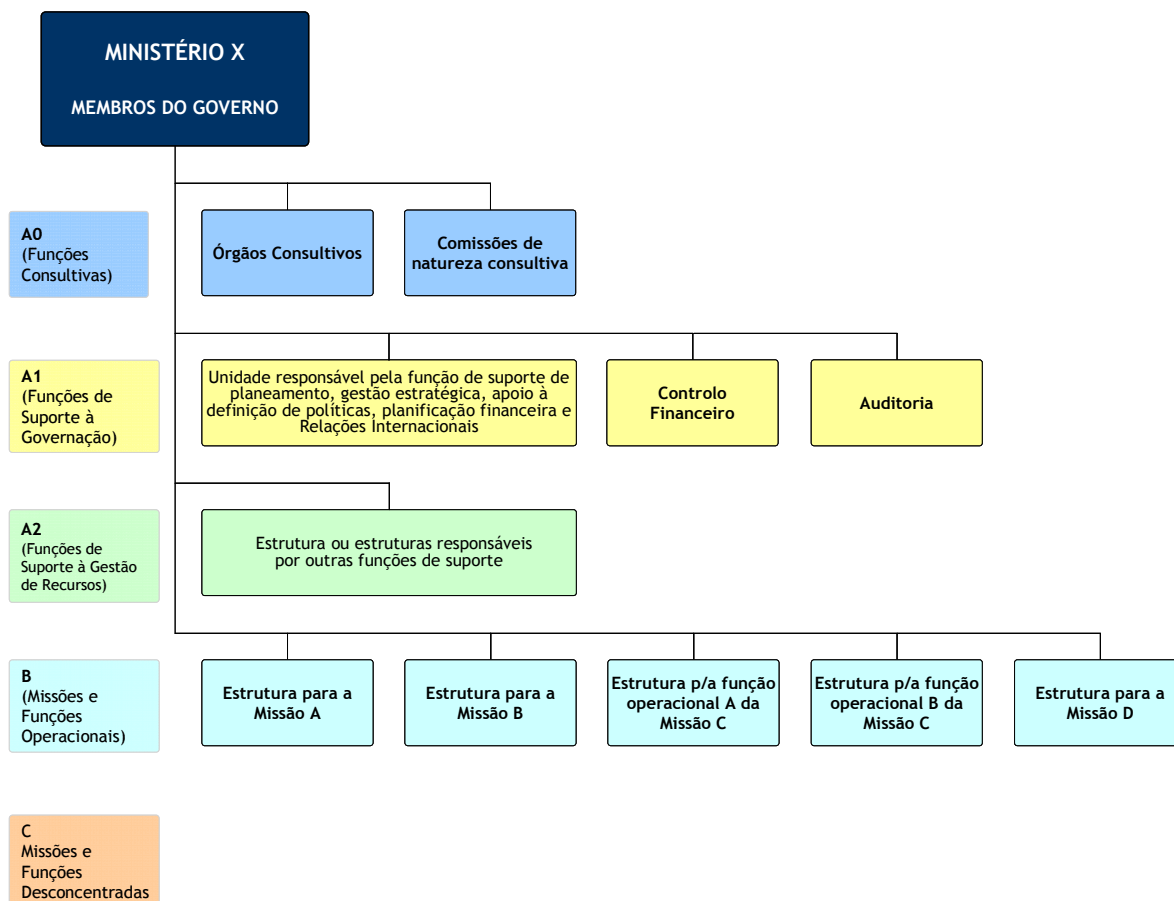 MINISTÉRIO X
MEMBROS DO GOVERNO
A0
(Funções
Consultivas)
Órgãos Consultivos
Comissões de
natureza consultiva
A1
(Funções de
Suporte à
Governação)
Unidade responsável pela função de suporte de
planeamento, gestão estratégica, apoio à
definição de políticas, planificação financeira e
Relações Internacionais
Controlo
Financeiro
Auditoria
A2
(Funções de
Suporte à Gestão
de Recursos)
Estrutura ou estruturas responsáveis
por outras funções de suporte
B
(Missões e
Funções
Operacionais)
Estrutura para a
Missão A
Estrutura para a
Missão B
Estrutura p/a função
operacional A da
Missão C
Estrutura p/a função
operacional B da
Missão C
Estrutura para a
Missão D
C
Missões e
Funções
Desconcentradas